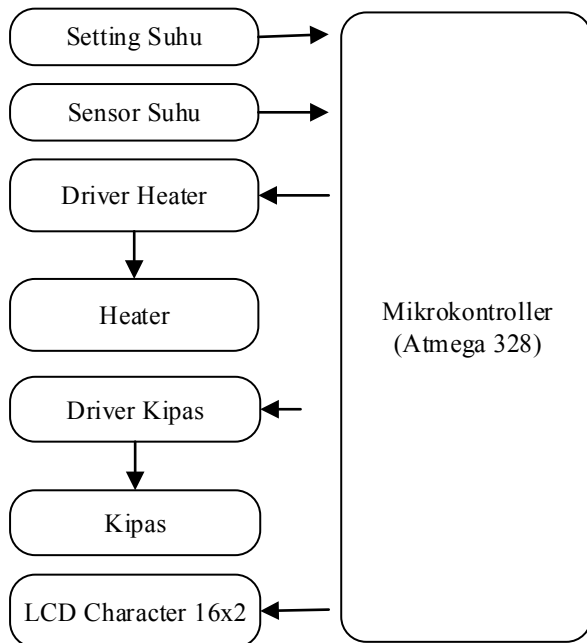 Setting Suhu
Sensor Suhu
Driver Heater
Heater
Driver Kipas
Kipas
LCD Character 16x2
Mikrokontroller
(Atmega 328)